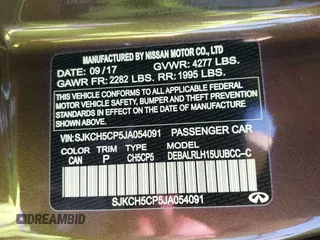 MANUFACTURED BY NISSAN MOTOR CO., LTD
DATE: 09/17 GVWR: 4277 LBS.
GAWR FR: 2282 LBS. RR: 1995 LBS.
THIS VEHICLE CONFORMS TO ALL APPLICABLE
FEDERAL MOTOR VEHICLE SAFETY, BUMPER,
AND THEFT PREVENTION STANDARDS IN EFFECT
ON THE DATE OF MANUFACTURE SHOWN ABOVE.
VIN: SJKCH5CP5JA054091 PASSENGER CAR
COLOR TRIM CH5CP5 MODEL
CAN P DEBALRLH15UUBCC-C
SJKCH5CP5JA054091
DREAMBID